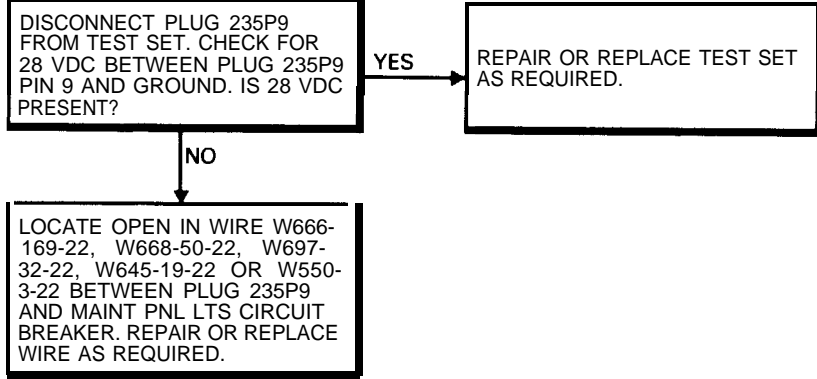 DISCONNECT PLUG 235P9
FROM TEST SET. CHECK FOR
28 VDC BETWEEN PLUG 235P9
PIN 9 AND GROUND. IS 28 VDC
PRESENT?
YES
REPAIR OR REPLACE TEST SET
AS REQUIRED.
NO
LOCATE OPEN IN WIRE W666-
169-22, W668-50-22, W697-
32-22, W645-19-22 OR W550-
3-22 BETWEEN PLUG 235P9
AND MAINT PNL LTS CIRCUIT
BREAKER. REPAIR OR REPLACE
WIRE AS REQUIRED.